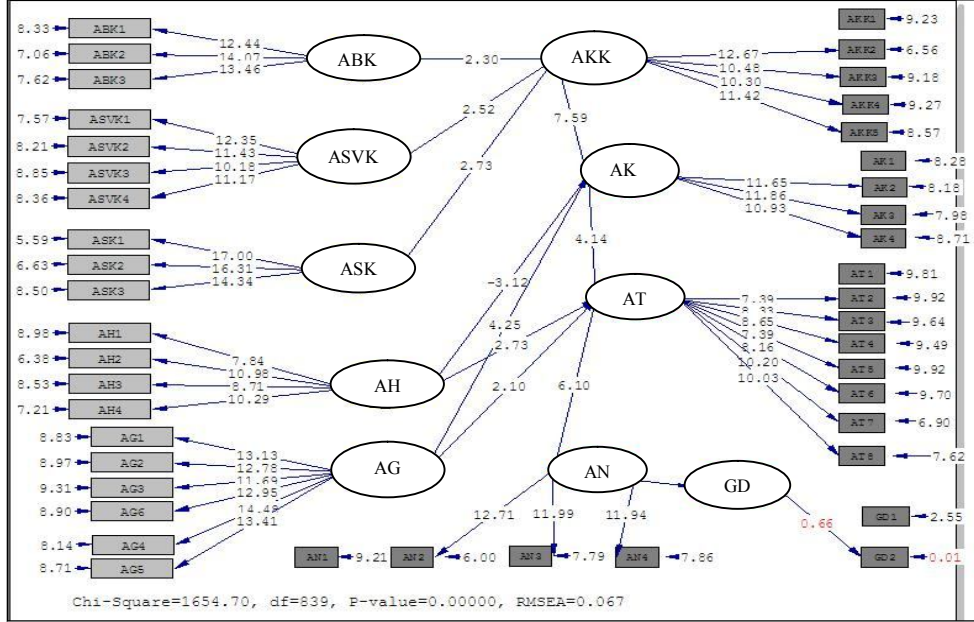 8.33 ABK1
7.06 ABK2
7.62 ABK3
12.44
14.07
13.46
ABK
2.30
AKK
AKK1 9.23
12.67 AKK2 6.56
10.48 AKK3 9.18
10.30 AKK4 9.27
11.42 AKK5 8.57
7.57 ASVK1
8.21 ASVK2
8.85 ASVK3
8.36 ASVK4
12.35
11.43
10.18
11.17
ASVK
2.52
7.59
2.73
AK
AK1 8.28
11.65 AK2 8.18
11.86 AK3 7.98
10.93 AK4 8.71
5.59 ASK1
6.63 ASK2
8.50 ASK3
17.00
16.31
14.34
ASK
4.14
-3.12
AT
4.25
2.73
AT1 9.81
7.39 AT2 9.92
8.33 AT3 9.64
8.65 AT4 9.49
7.39 AT5 9.92
8.16 AT6 9.70
10.20 AT7 6.90
10.03 AT8 7.62
8.98 AH1
6.38 AH2
8.53 AH3
7.21 AH4
7.84
10.98
8.71
10.29
AH
2.10
6.10
8.83 AG1
8.97 AG2
9.31 AG3
8.90 AG6
8.14 AG4
8.71 AG5
13.13
12.78
11.69
12.95
14.48
13.41
AG
AN
GD
12.71
11.99
11.94
0.66
GD1 2.55
GD2 0.01
AN1 9.21
AN2 6.00
AN3 7.79
AN4 7.86
Chi-Square=1654.70, df=839, P-value=0.00000, RMSEA=0.067